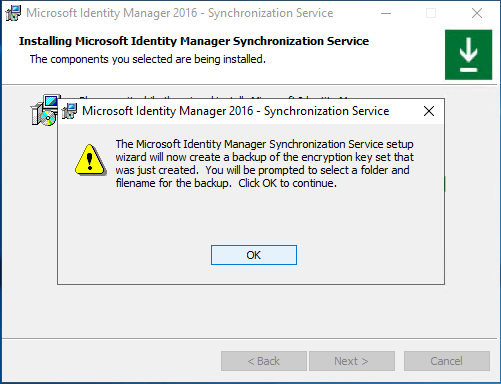 Microsoft Identity Manager 2016 - Synchronization Service
Installing Microsoft Identity Manager Synchronization Service
The components you selected are being installed.
Microsoft Identity Manager 2016 - Synchronization Service
The Microsoft Identity Manager Synchronization Service setup
wizard will now create a backup of the encryption key set that
was just created.  You will be prompted to select a folder and
filename for the backup.  Click OK to continue.
OK
< Back
Next >
Cancel